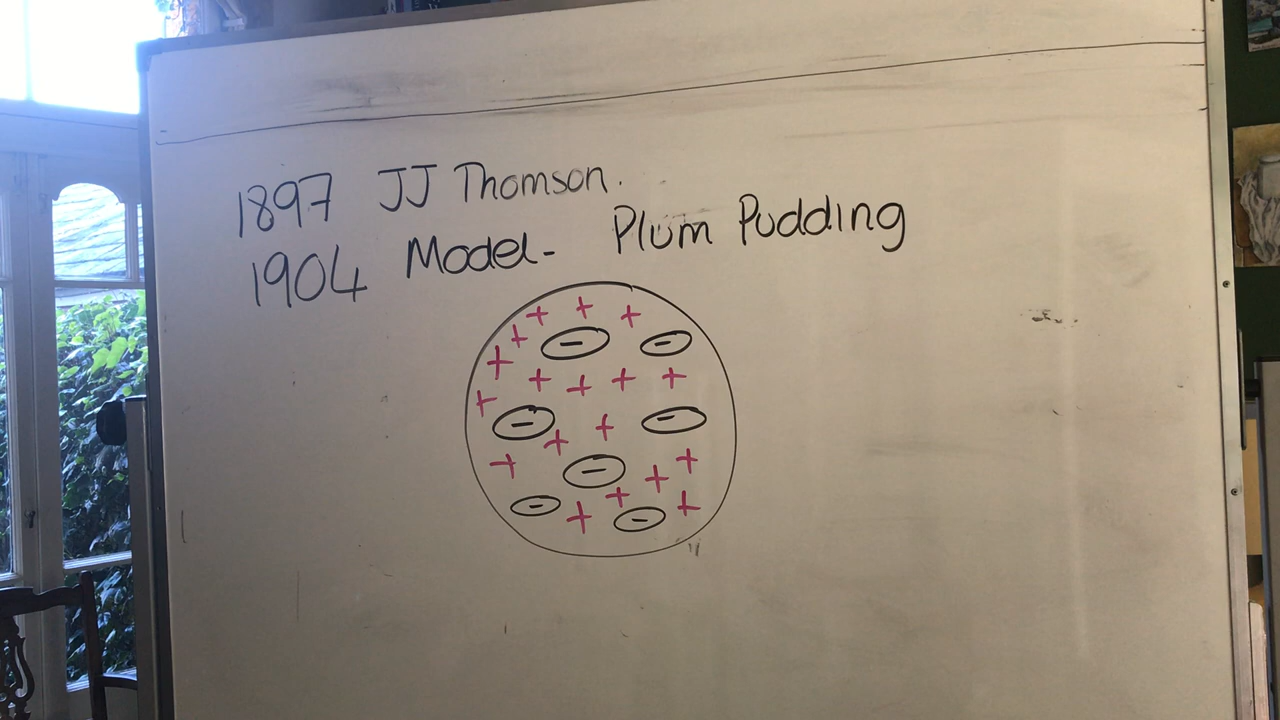 1897 JJ Thomson.
1904 Model- Plum Pudding
+ + +
+ - -
+
+ + + +
+
- + -
+
+ - + +
- + + - +